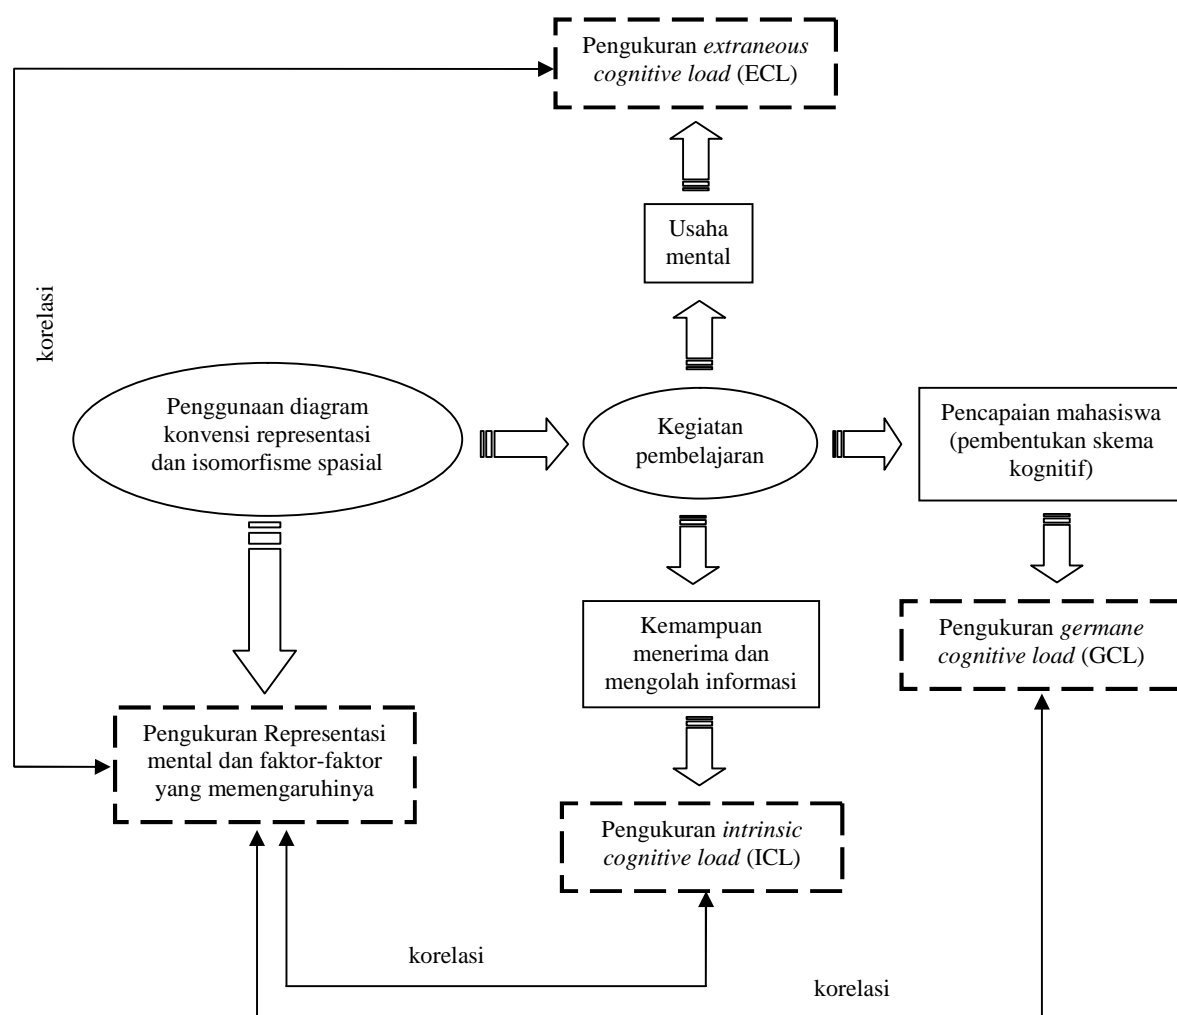 Pengukuran extraneous
cognitive load (ECL)
Usaha
mental
korelasi
Penggunaan diagram
konvensi representasi
dan isomorfisme spasial
Kegiatan
pembelajaran
Pencapaian mahasiswa
(pembentukan skema
kognitif)
Kemampuan
menerima dan
mengolah informasi
Pengukuran germane
cognitive load (GCL)
Pengukuran Representasi
mental dan faktor-faktor
yang memengaruhinya
Pengukuran intrinsic
cognitive load (ICL)
korelasi
korelasi